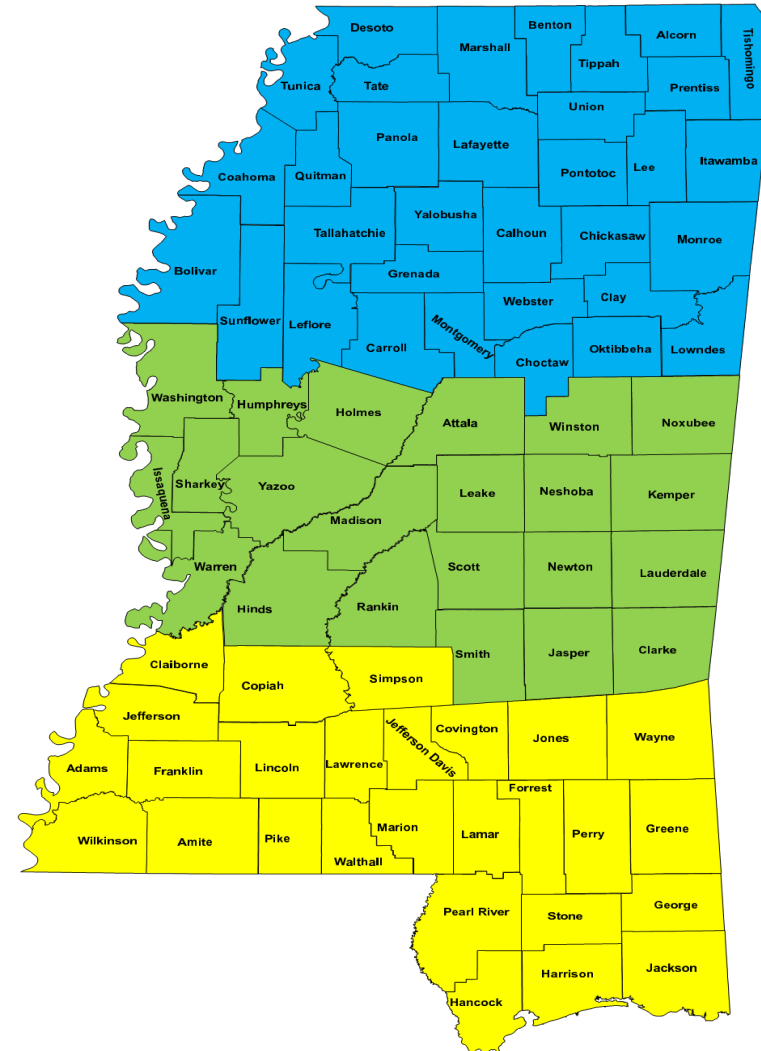 Desoto
Marshall
Benton
Tippah
Alcorn
Tishomingo
Tunica
Tate
Prentiss
Union
Panola
Lafayette
Coahoma
Quitman
Pontotoc
Lee
Itawamba
Tallahatchie
Yalobusha
Calhoun
Chickasaw
Monroe
Bolivar
Grenada
Sunflower
Leflore
Webster
Clay
Carroll
Montgomery
Choctaw
Oktibbeha
Lowndes
Washington
Humphreys
Holmes
Attala
Winston
Noxubee
Issaquena
Sharkey
Yazoo
Leake
Neshoba
Kemper
Madison
Warren
Hinds
Rankin
Scott
Newton
Lauderdale
Smith
Jasper
Clarke
Claiborne
Copiah
Simpson
Jefferson
Lawrence
Jefferson Davis
Covington
Jones
Wayne
Adams
Franklin
Lincoln
Forrest
Wilkinson
Amite
Pike
Walthall
Marion
Lamar
Perry
Greene
Pearl River
Stone
George
Hancock
Harrison
Jackson